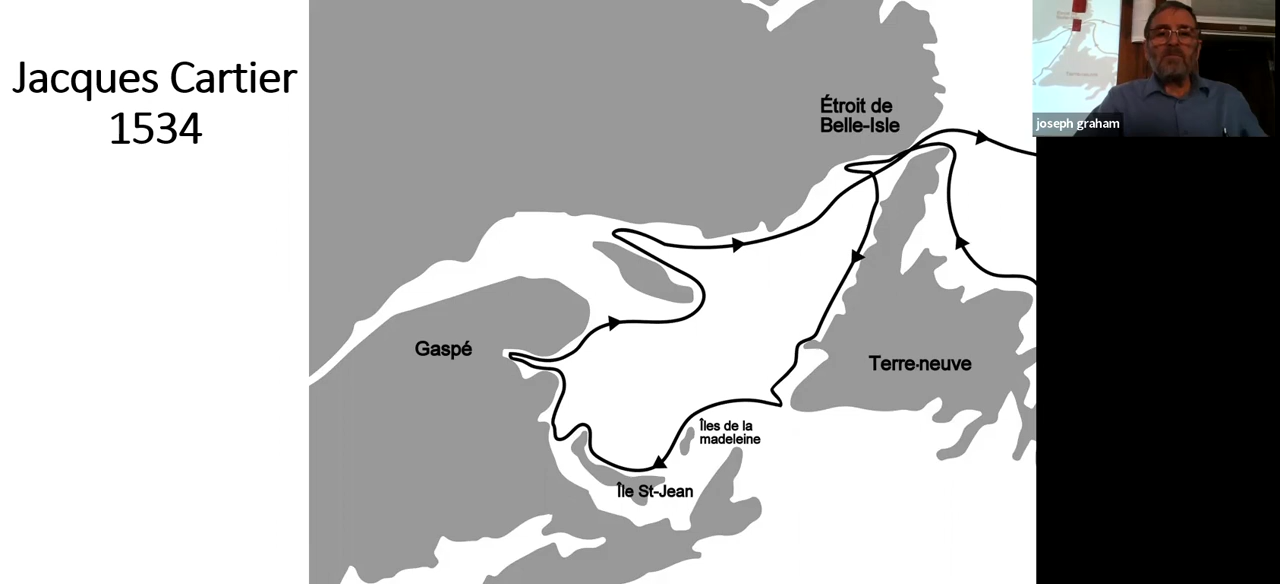 Jacques Cartier
1534
Étroit de
Belle-Isle
joseph graham
Gaspé
Terre-neuve
Îles de la
madeleine
Île St-Jean